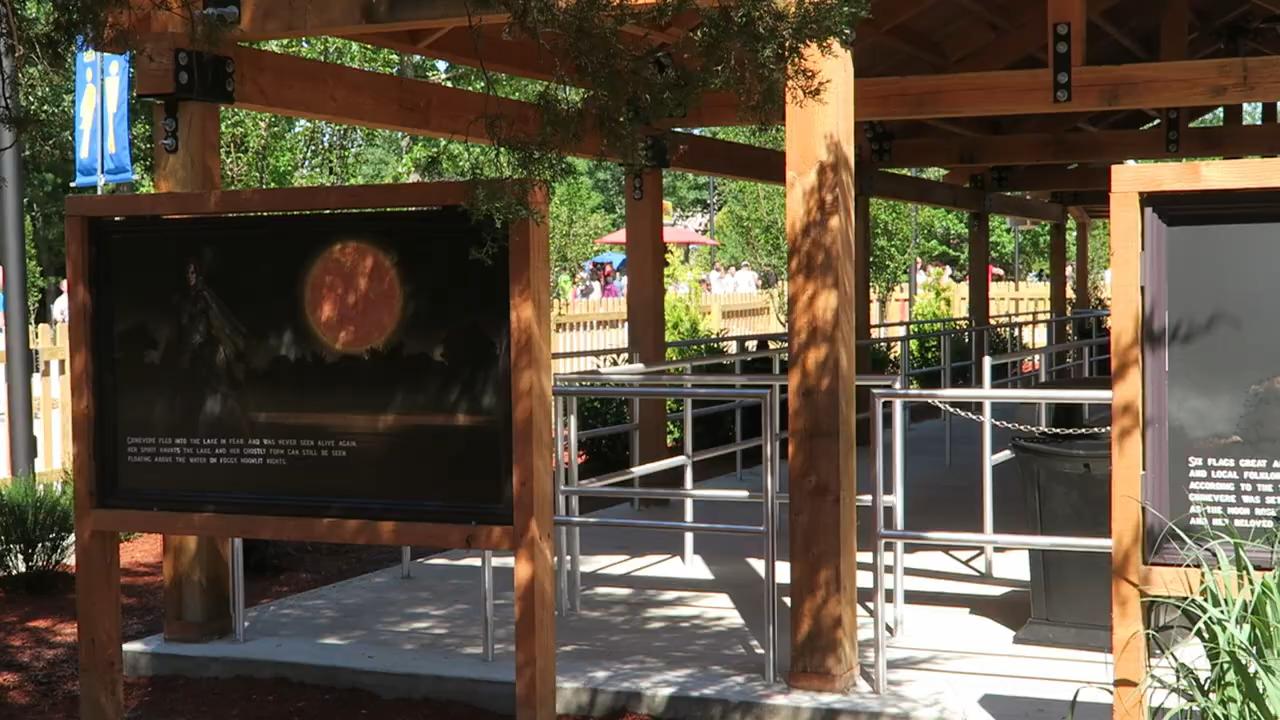 GINEVERE FLED INTO THE LAKE IN FEAR, AND WAS NEVER SEEN ALIVE AGAIN.
HER SPIRIT HAUNTS THE LAKE, AND HER GHOSTLY FORM CAN STILL BE SEEN
FLOATING ABOVE THE WATER ON FOGGY, MOONLIT NIGHTS.
SIX FLAGS GREAT A
AND LOCAL FOLKLO
ACCORDING TO THE
GINNEVERE WAS SE
AS THE MOON ROSE
AND HER BELOVED